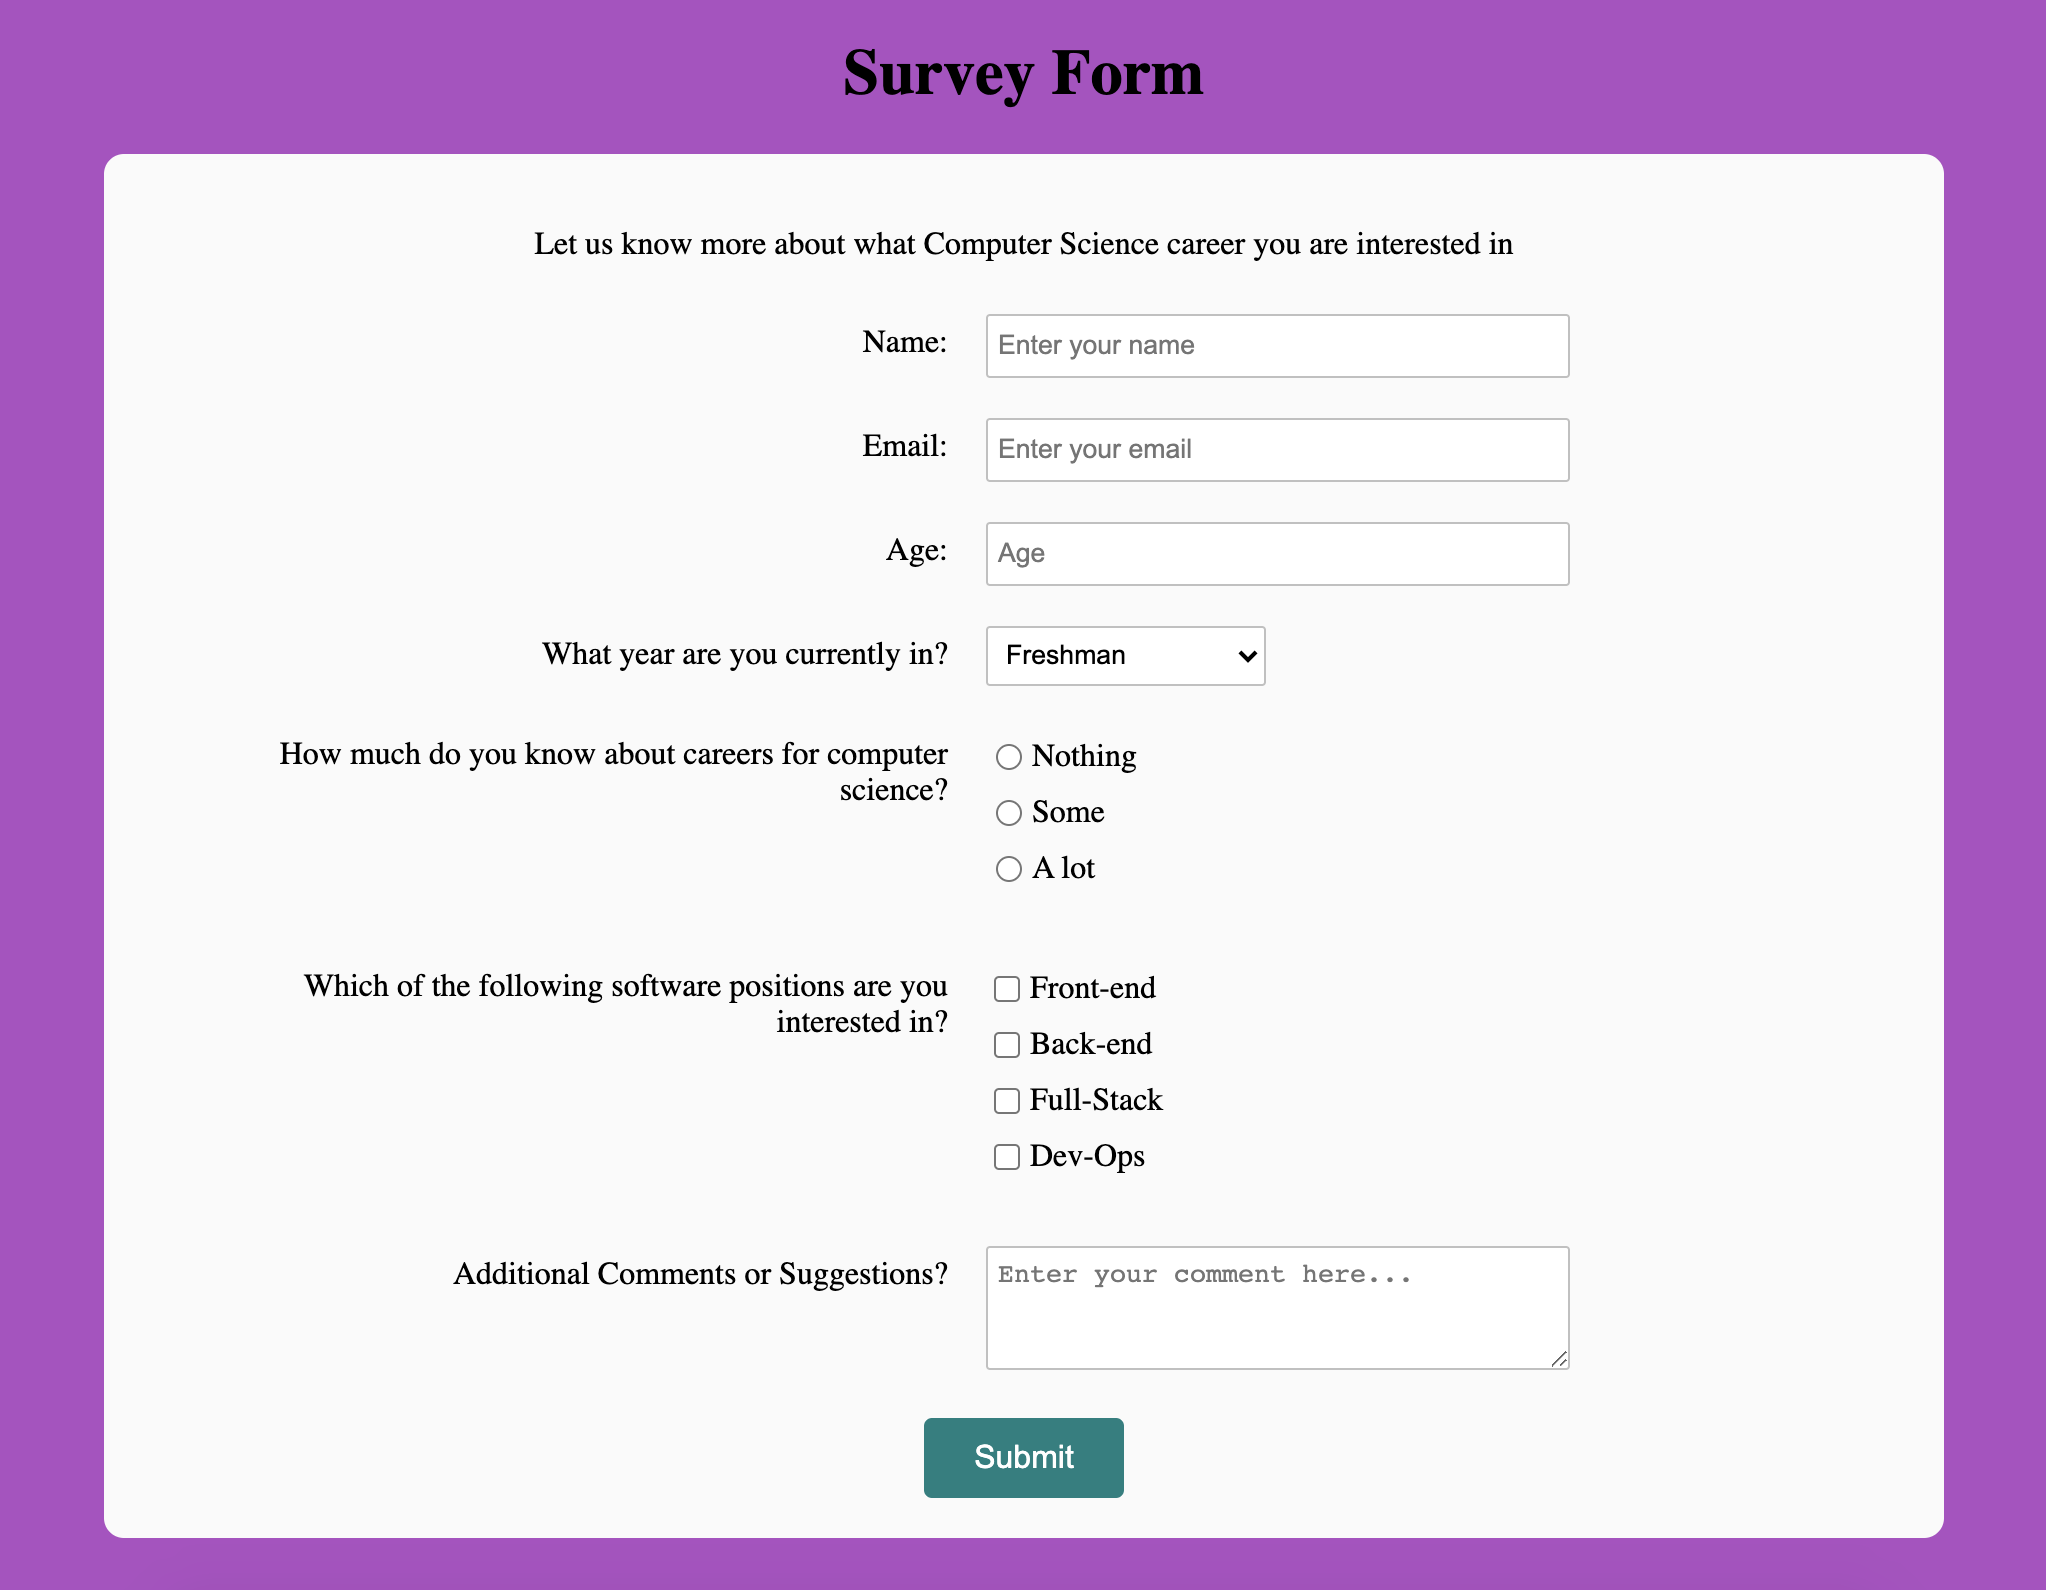 Survey Form
Let us know more about what Computer Science career you are interested in
Name:
Enter your name
Email:
Enter your email
Age:
Age
What year are you currently in?
Freshman
How much do you know about careers for computer
science?
Nothing
Some
A lot
Which of the following software positions are you
interested in?
Front-end
Back-end
Full-Stack
Dev-Ops
Additional Comments or Suggestions?
Enter your comment here...
Submit